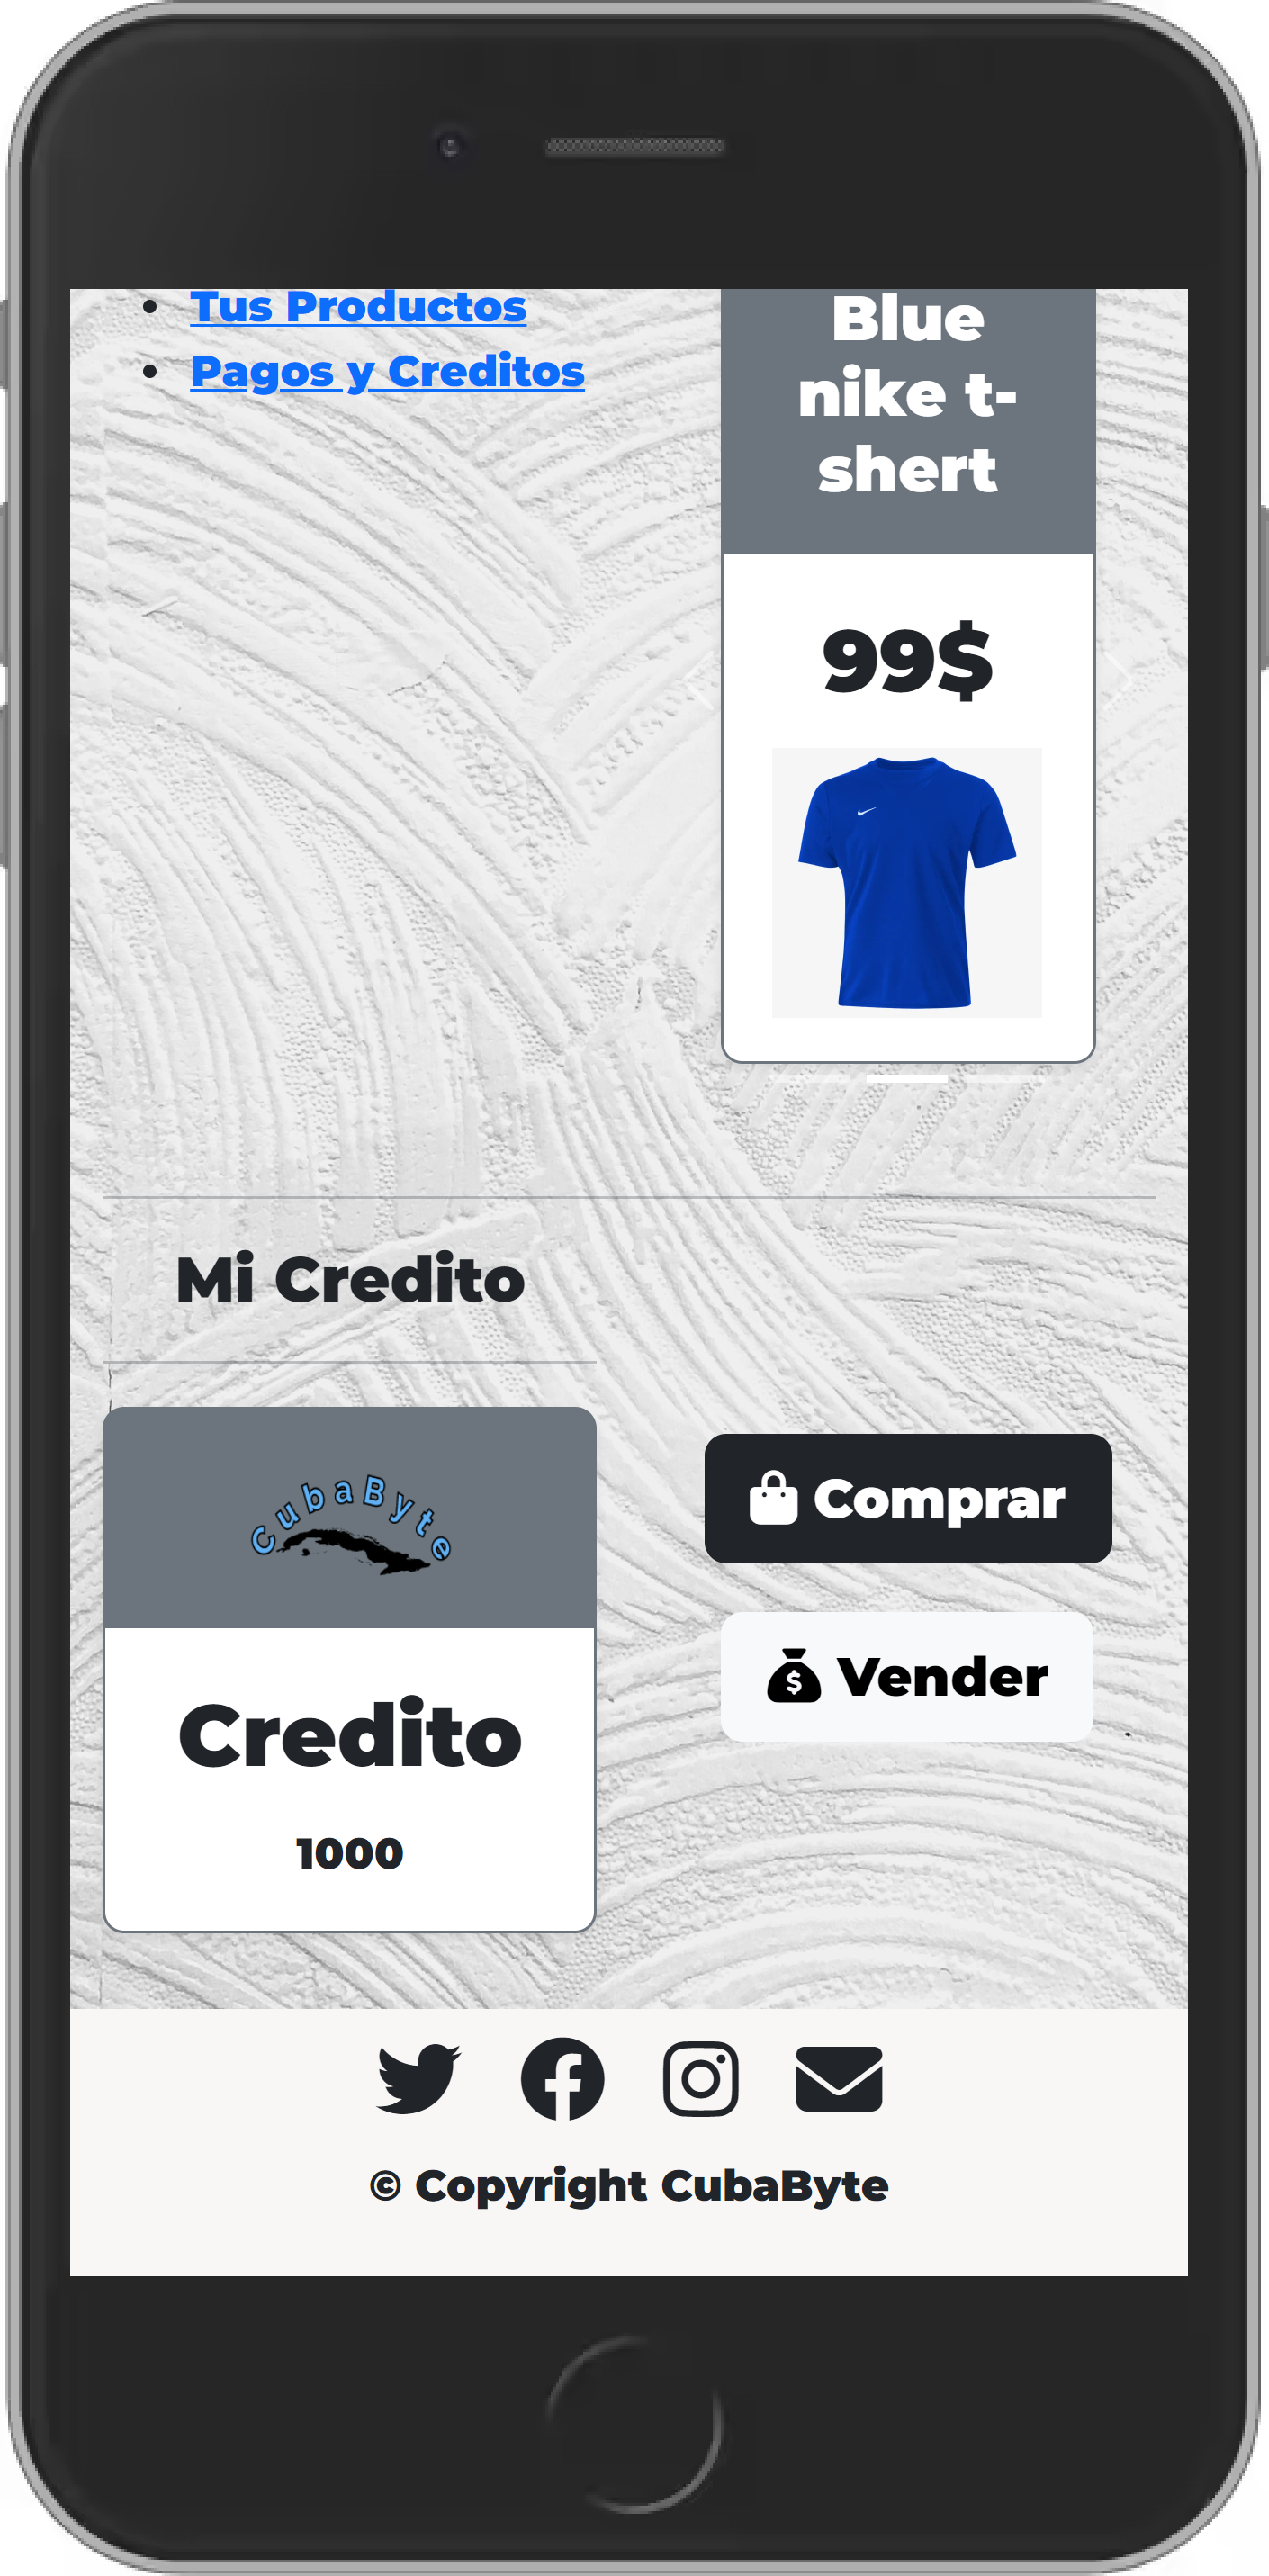 Tus Productos
Pagos y Creditos
Blue
nike t-
shert
99$
Mi Credito
CubaByte
Credito
1000
Comprar
Vender
© Copyright CubaByte